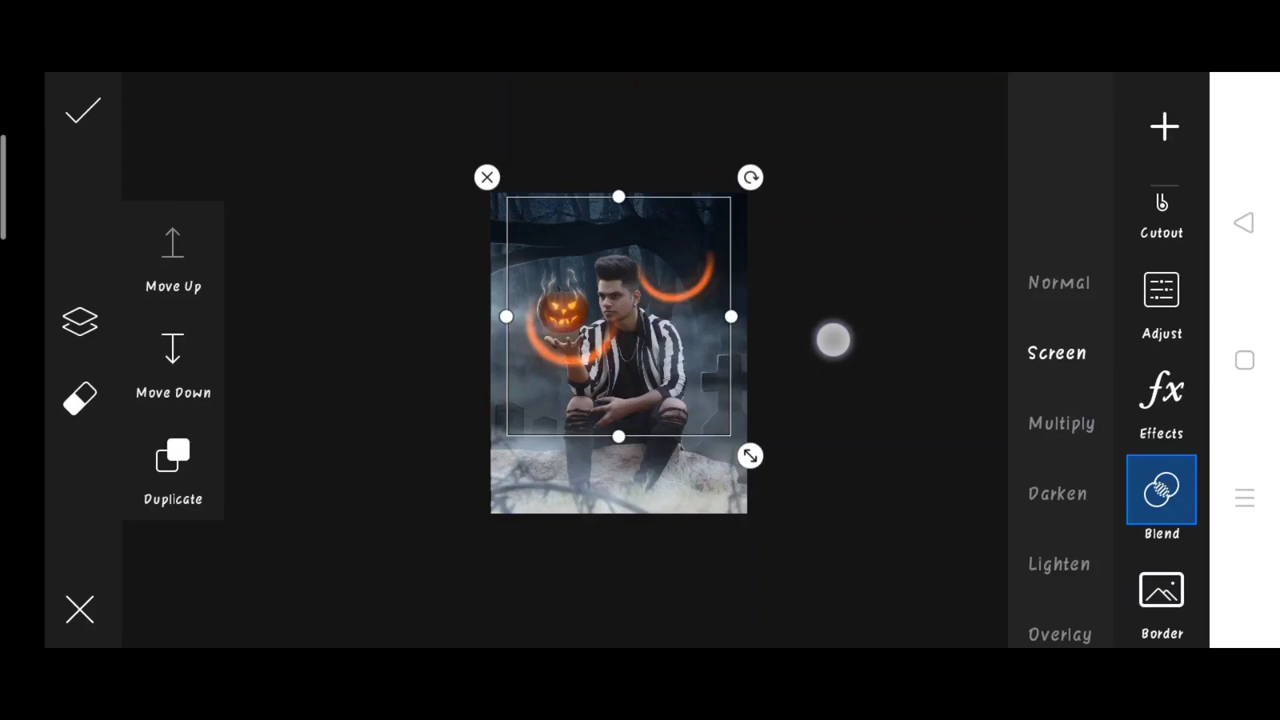 Move Up
Move Down
Duplicate
Normal
Screen
Multiply
Darken
Lighten
Overlay
Cutout
Adjust
fx
Effects
Blend
Border